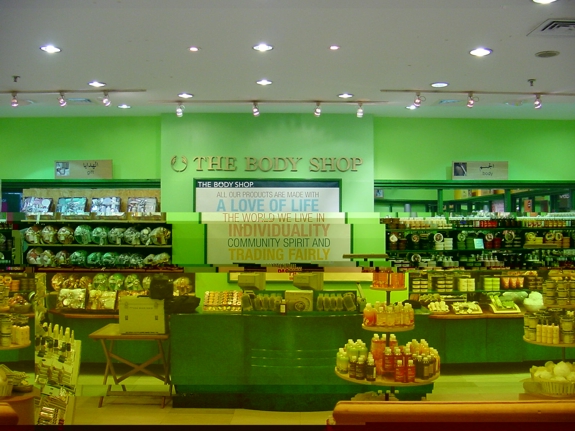 THE BODY SHOP
THE BODY SHOP.
ALL OUR PRODUCTS ARE MADE WITH
A LOVE OF LIFE
THE WORLD WE LIVE IN
INDIVIDUALITY
COMMUNITY SPIRIT AND
TRADING FAIRLY